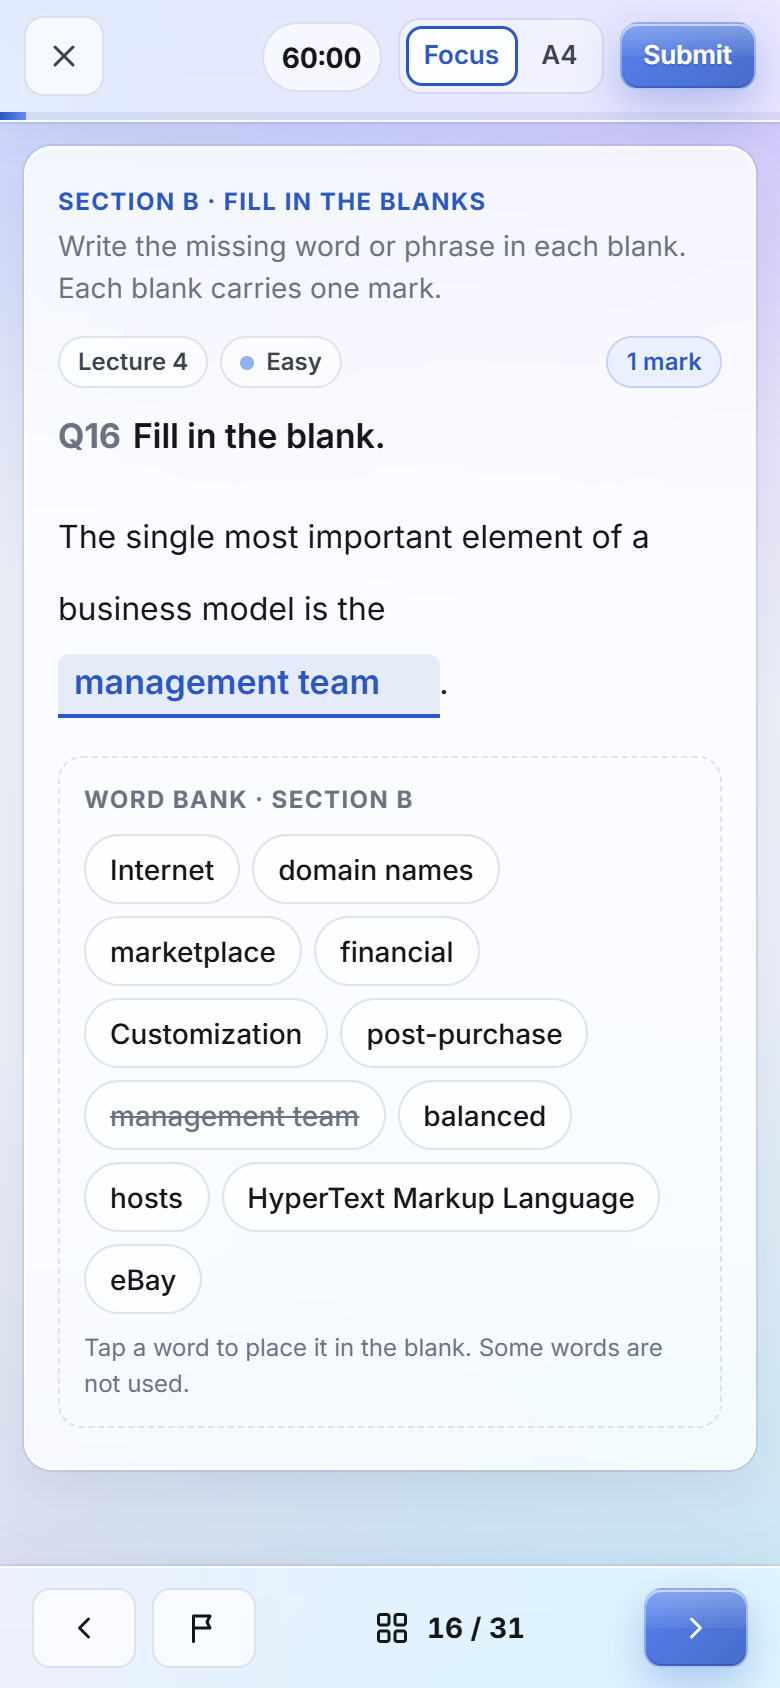 60:00
Focus
A4
Submit
SECTION B · FILL IN THE BLANKS
Write the missing word or phrase in each blank.
Each blank carries one mark.
Lecture 4
Easy
1 mark
Q16 Fill in the blank.
The single most important element of a
business model is the
management team .
WORD BANK · SECTION B
Internet
domain names
marketplace
financial
Customization
post-purchase
management team
balanced
hosts
HyperText Markup Language
eBay
Tap a word to place it in the blank. Some words are
not used.
16 / 31